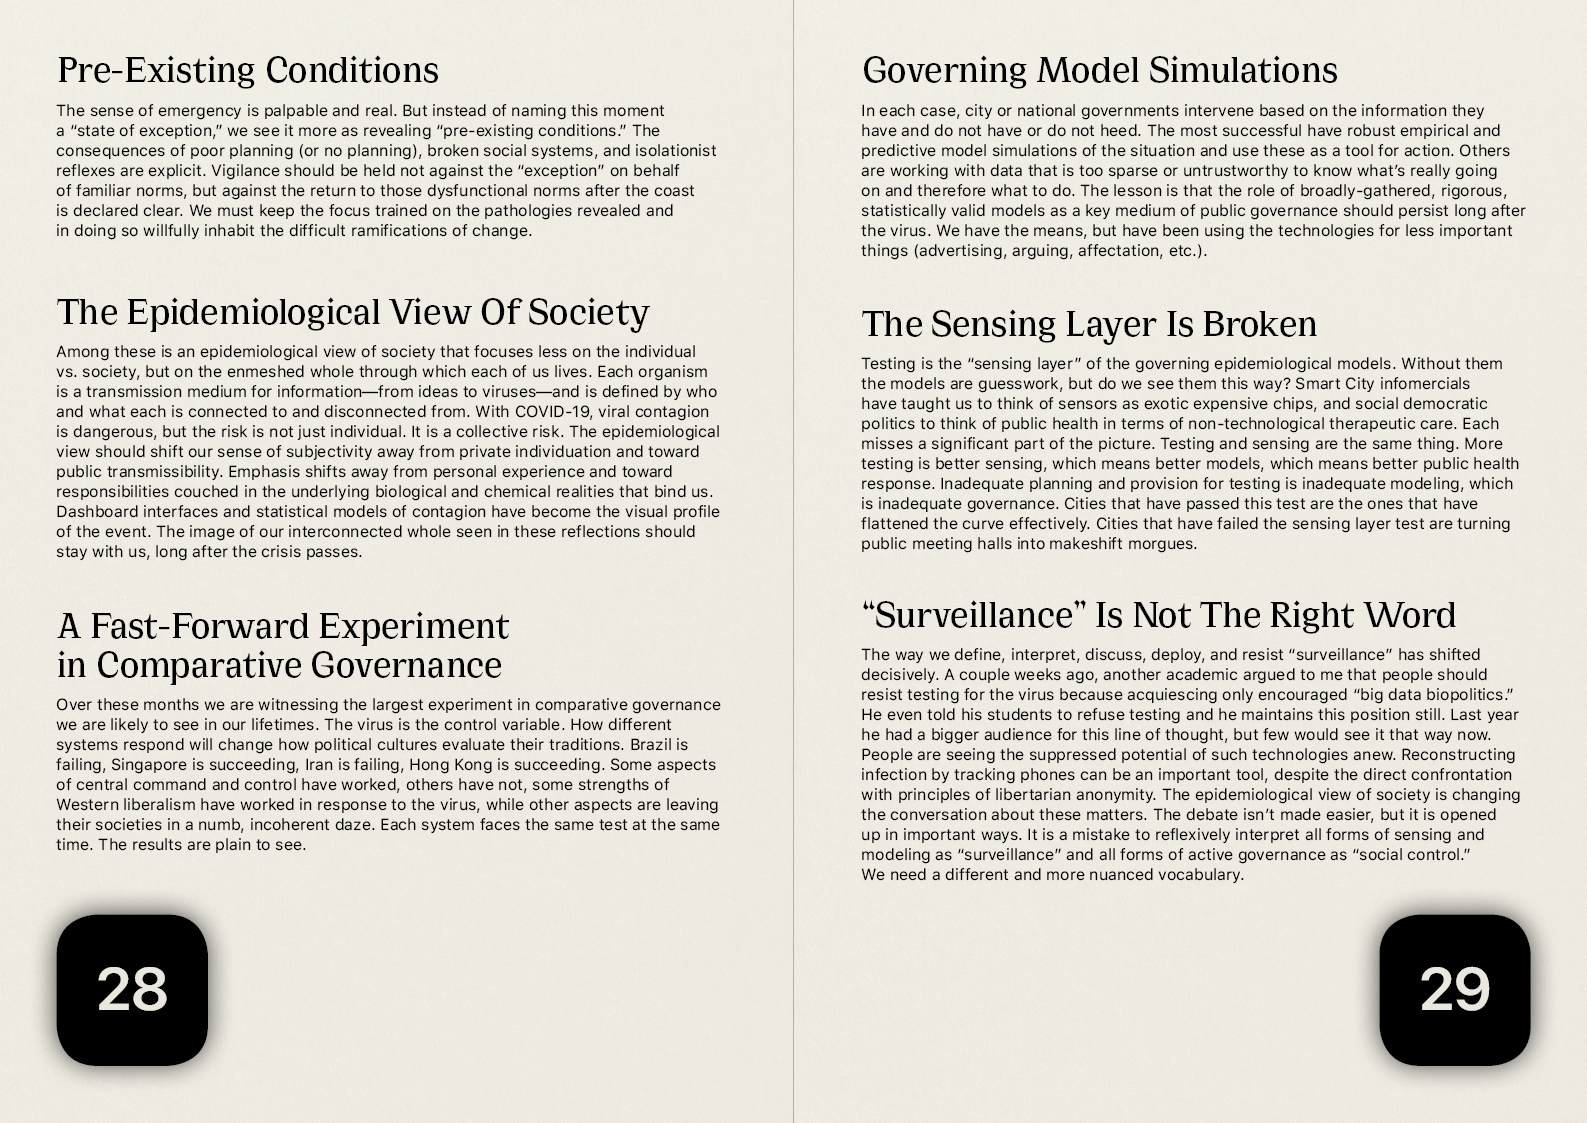 Pre-Existing Conditions
The sense of emergency is palpable and real. But instead of naming this moment
a “state of exception,” we see it more as revealing “pre-existing conditions.” The
consequences of poor planning (or no planning), broken social systems, and isolationist
reflexes are explicit. Vigilance should be held not against the “exception” on behalf
of familiar norms, but against the return to those dysfunctional norms after the coast
is declared clear. We must keep the focus trained on the pathologies revealed and
in doing so willfully inhabit the difficult ramifications of change.
The Epidemiological View Of Society
Among these is an epidemiological view of society that focuses less on the individual
vs. society, but on the enmeshed whole through which each of us lives. Each organism
is a transmission medium for information—from ideas to viruses—and is defined by who
and what each is connected to and disconnected from. With COVID-19, viral contagion
is dangerous, but the risk is not just individual. It is a collective risk. The epidemiological
view should shift our sense of subjectivity away from private individuation and toward
public transmissibility. Emphasis shifts away from personal experience and toward
responsibilities couched in the underlying biological and chemical realities that bind us.
Dashboard interfaces and statistical models of contagion have become the visual profile
of the event. The image of our interconnected whole seen in these reflections should
stay with us, long after the crisis passes.
A Fast-Forward Experiment
in Comparative Governance
Over these months we are witnessing the largest experiment in comparative governance
we are likely to see in our lifetimes. The virus is the control variable. How different
systems respond will change how political cultures evaluate their traditions. Brazil is
failing, Singapore is succeeding, Iran is failing, Hong Kong is succeeding. Some aspects
of central command and control have worked, others have not, some strengths of
Western liberalism have worked in response to the virus, while other aspects are leaving
their societies in a numb, incoherent daze. Each system faces the same test at the same
time. The results are plain to see.
28
Governing Model Simulations
In each case, city or national governments intervene based on the information they
have and do not have or do not heed. The most successful have robust empirical and
predictive model simulations of the situation and use these as a tool for action. Others
are working with data that is too sparse or untrustworthy to know what’s really going
on and therefore what to do. The lesson is that the role of broadly-gathered, rigorous,
statistically valid models as a key medium of public governance should persist long after
the virus. We have the means, but have been using the technologies for less important
things (advertising, arguing, affectation, etc.).
The Sensing Layer Is Broken
Testing is the “sensing layer” of the governing epidemiological models. Without them
the models are guesswork, but do we see them this way? Smart City infomercials
have taught us to think of sensors as exotic expensive chips, and social democratic
politics to think of public health in terms of non-technological therapeutic care. Each
misses a significant part of the picture. Testing and sensing are the same thing. More
testing is better sensing, which means better models, which means better public health
response. Inadequate planning and provision for testing is inadequate modeling, which
is inadequate governance. Cities that have passed this test are the ones that have
flattened the curve effectively. Cities that have failed the sensing layer test are turning
public meeting halls into makeshift morgues.
“Surveillance” Is Not The Right Word
The way we define, interpret, discuss, deploy, and resist “surveillance” has shifted
decisively. A couple weeks ago, another academic argued to me that people should
resist testing for the virus because acquiescing only encouraged “big data biopolitics.”
He even told his students to refuse testing and he maintains this position still. Last year
he had a bigger audience for this line of thought, but few would see it that way now.
People are seeing the suppressed potential of such technologies anew. Reconstructing
infection by tracking phones can be an important tool, despite the direct confrontation
with principles of libertarian anonymity. The epidemiological view of society is changing
the conversation about these matters. The debate isn’t made easier, but it is opened
up in important ways. It is a mistake to reflexively interpret all forms of sensing and
modeling as “surveillance” and all forms of active governance as “social control.”
We need a different and more nuanced vocabulary.
29